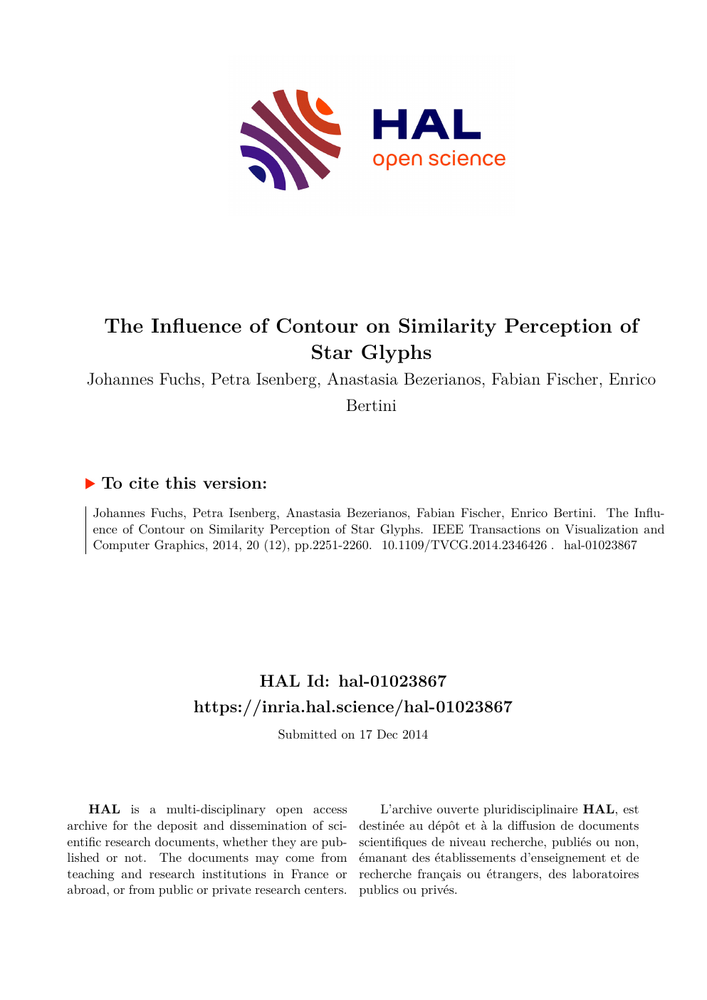 HAL
open science
The Influence of Contour on Similarity Perception of
Star Glyphs
Johannes Fuchs, Petra Isenberg, Anastasia Bezerianos, Fabian Fischer, Enrico
Bertini
To cite this version:
Johannes Fuchs, Petra Isenberg, Anastasia Bezerianos, Fabian Fischer, Enrico Bertini. The Influ-
ence of Contour on Similarity Perception of Star Glyphs. IEEE Transactions on Visualization and
Computer Graphics, 2014, 20 (12), pp.2251-2260. 10.1109/TVCG.2014.2346426 . hal-01023867
HAL Id: hal-01023867
https://inria.hal.science/hal-01023867
Submitted on 17 Dec 2014
HAL is a multi-disciplinary open access
archive for the deposit and dissemination of sci-
entific research documents, whether they are pub-
lished or not. The documents may come from
teaching and research institutions in France or
abroad, or from public or private research centers.
L'archive ouverte pluridisciplinaire HAL, est
destinée au dépôt et à la diffusion de documents
scientifiques de niveau recherche, publiés ou non,
émanant des établissements d'enseignement et de
recherche français ou étrangers, des laboratoires
publics ou privés.